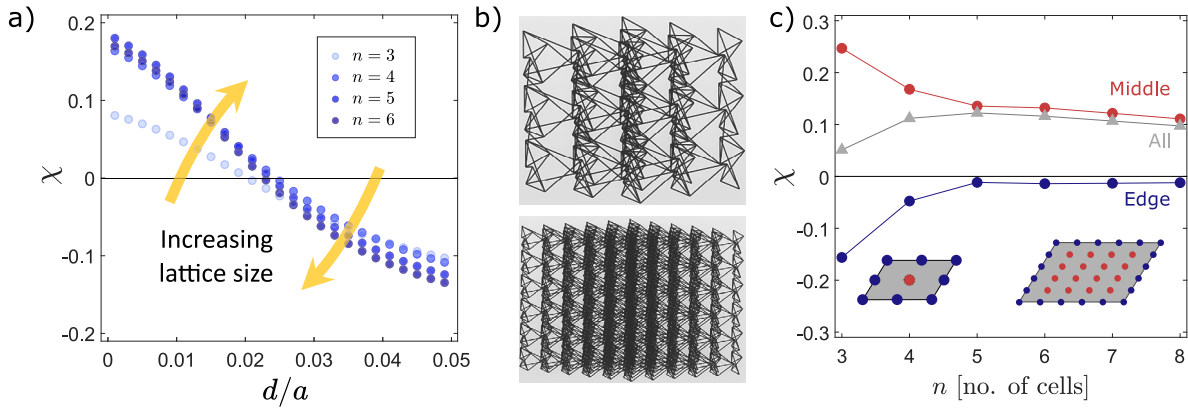 a)
0.2
0.1
0
-0.1
-0.2
χ
0
0.01
0.02
0.03
0.04
0.05
d/a
n = 3
n = 4
n = 5
n = 6
Increasing
lattice size
b)
c)
0.3
0.2
0.1
0
-0.1
-0.2
-0.3
χ
Middle
All
Edge
3
4
5
6
7
8
n [no. of cells]